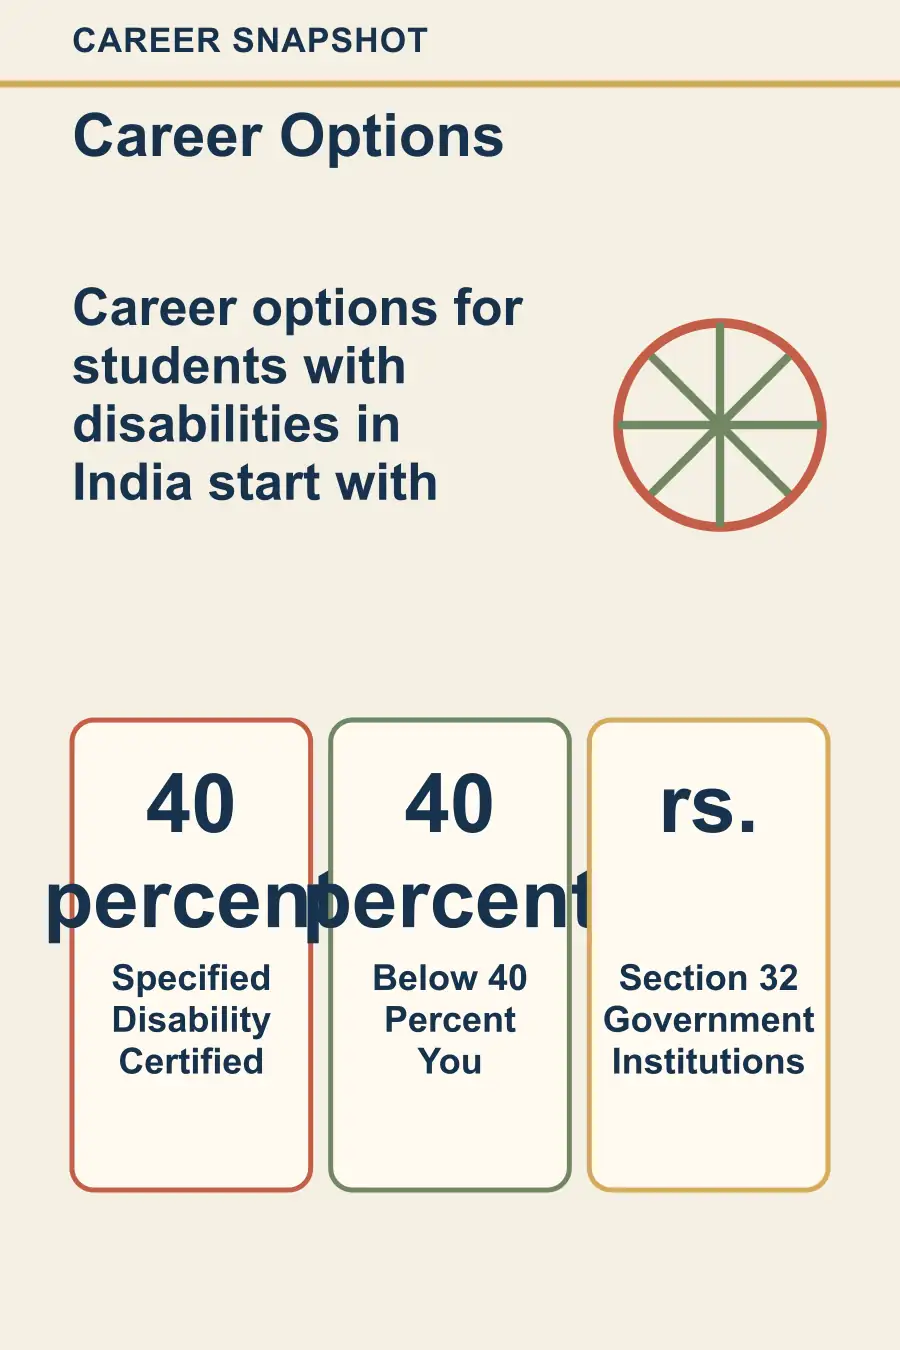 CAREER SNAPSHOT
Career Options
Career options for
students with
disabilities in
India start with
40
percent
Specified
Disability
Certified
40
percent
Below 40
Percent
You
rs.
Section 32
Government
Institutions